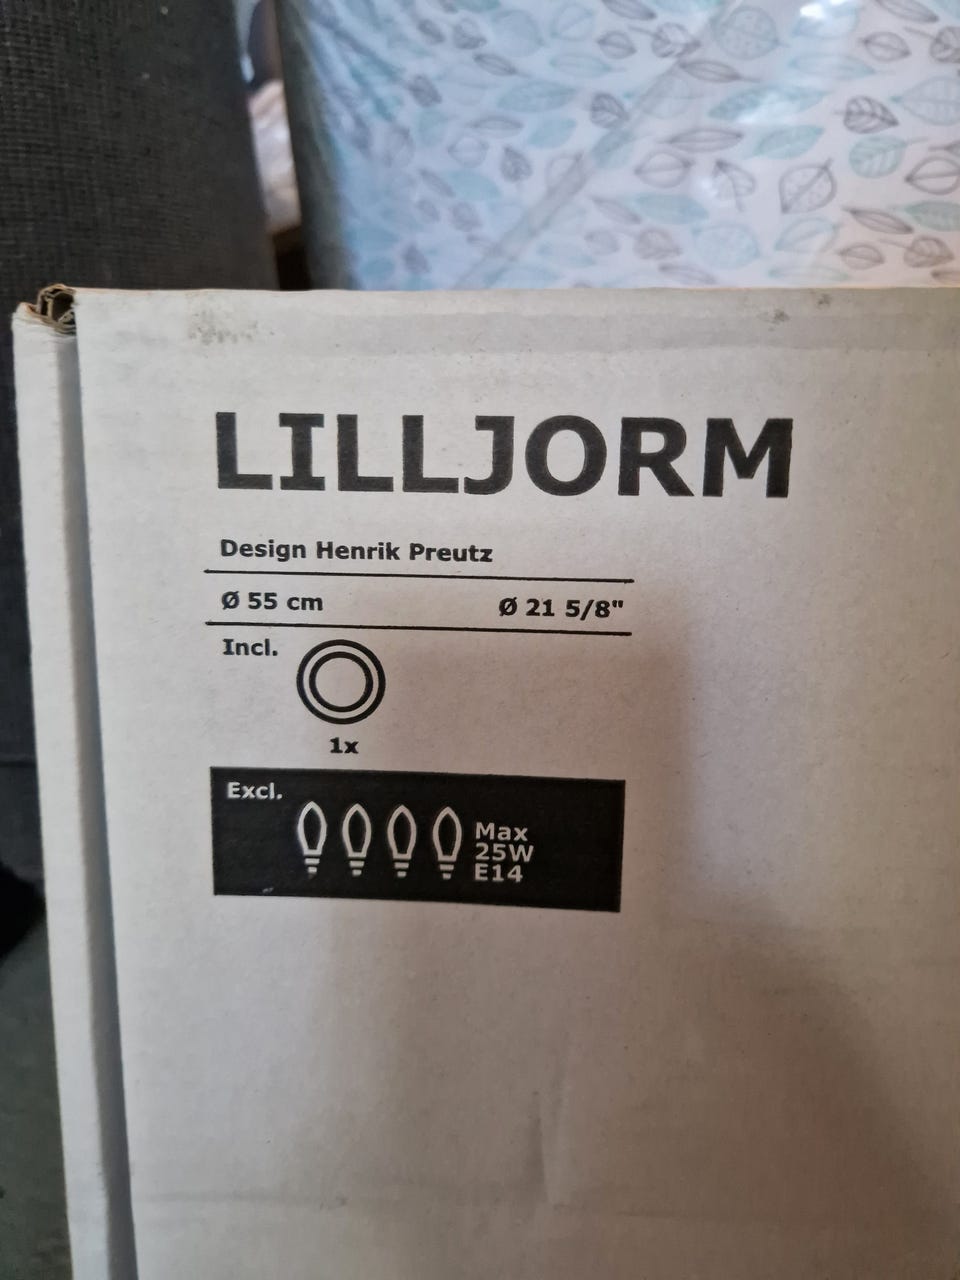 LILLJORM
Design Henrik Preutz
Ø 55 cm Ø 21 5/8"
Incl.
1x
Excl.
Max
25W
E14